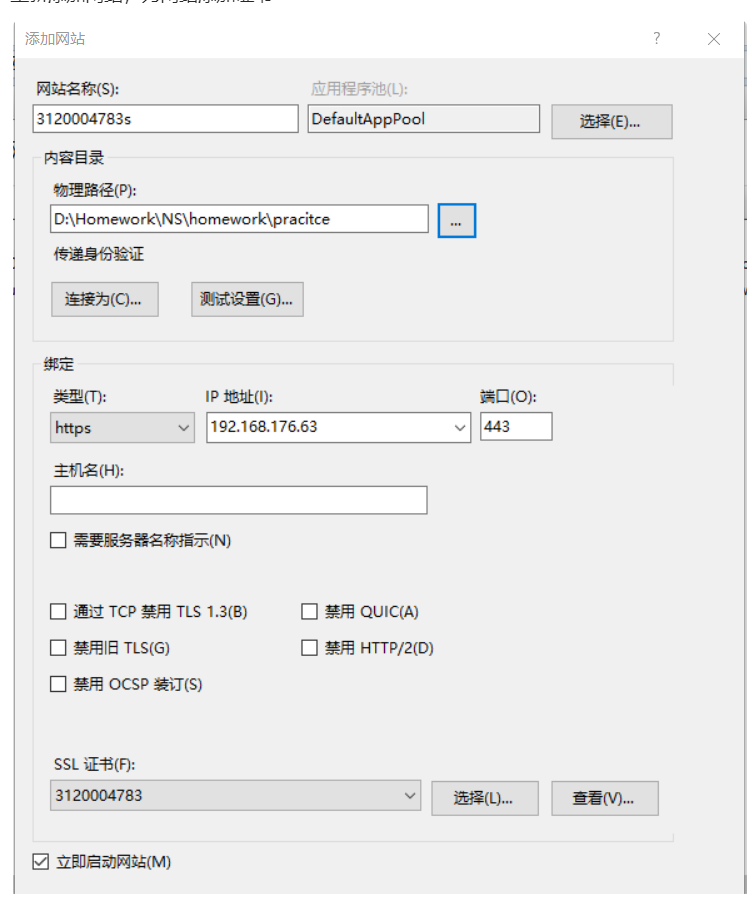 添加网站
?
网站名称(S):
应用程序池(L):
3120004783s
DefaultAppPool
选择(E)...
内容目录
物理路径(P):
D:\Homework\NS\homework\pracitce
...
传递身份验证
连接为(C)...
测试设置(G)...
绑定
类型(T):
IP 地址(I):
端口(O):
https
192.168.176.63
443
主机名(H):
需要服务器名称指示(N)
通过 TCP 禁用 TLS 1.3(B)
禁用 QUIC(A)
禁用旧 TLS(G)
禁用 HTTP/2(D)
禁用 OCSP 装订(S)
SSL 证书(F):
3120004783
选择(L)...
查看(V)...
立即启动网站(M)